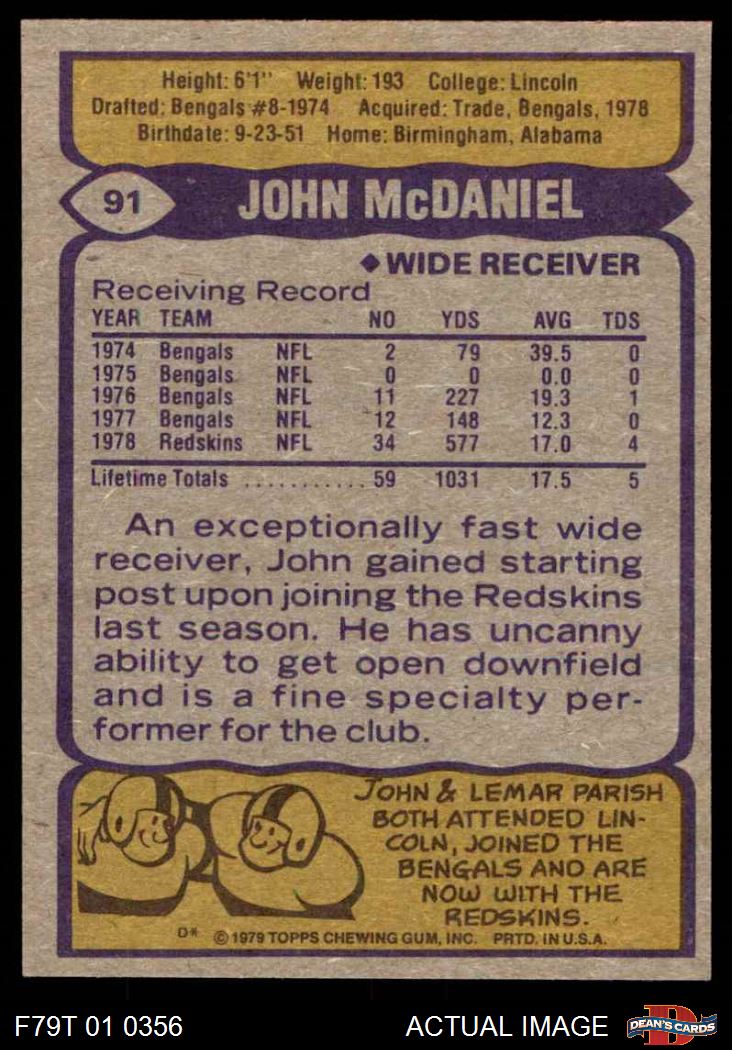 Height: 6'1" Weight: 193 College: Lincoln
Drafted: Bengals #8-1974 Acquired: Trade, Bengals, 1978
Birthdate: 9-23-51 Home: Birmingham, Alabama
91 JOHN McDANIEL
◆WIDE RECEIVER
Receiving Record
YEAR TEAM NO YDS AVG TDS
1974 Bengals NFL 2 79 39.5 0
1975 Bengals NFL 0 0 0.0 0
1976 Bengals NFL 11 227 19.3 1
1977 Bengals NFL 12 148 12.3 0
1978 Redskins NFL 34 577 17.0 4
Lifetime Totals ........... 59 1031 17.5 5
An exceptionally fast wide
receiver, John gained starting
post upon joining the Redskins
last season. He has uncanny
ability to get open downfield
and is a fine specialty per-
former for the club.
JOHN & LEMAR PARISH
BOTH ATTENDED LIN-
COLN, JOINED THE
BENGALS AND ARE
NOW WITH THE
REDSKINS.
D* © 1979 TOPPS CHEWING GUM, INC. PRTD. IN U.S.A.
F79T 01 0356 ACTUAL IMAGE D DEAN'S CARDS